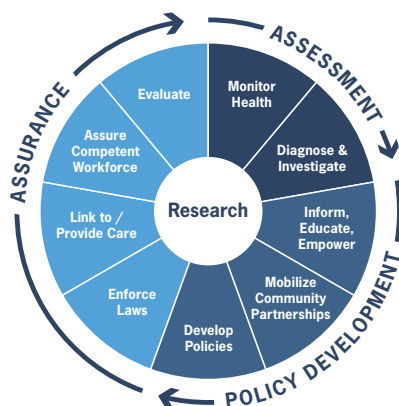 ASSESSMENT
Monitor
Health
Diagnose &
Investigate
POLICY DEVELOPMENT
Inform,
Educate,
Empower
Mobilize
Community
Partnerships
Develop
Policies
ASSURANCE
Enforce
Laws
Link to /
Provide Care
Assure
Competent
Workforce
Evaluate
Research